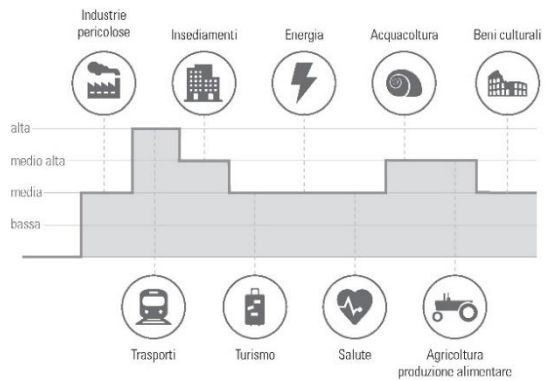 Industrie
pericolose
Insediamenti
Energia
Acquacoltura
Beni culturali
alta
medio alta
media
bassa
Trasporti
Turismo
Salute
Agricoltura
produzione alimentare